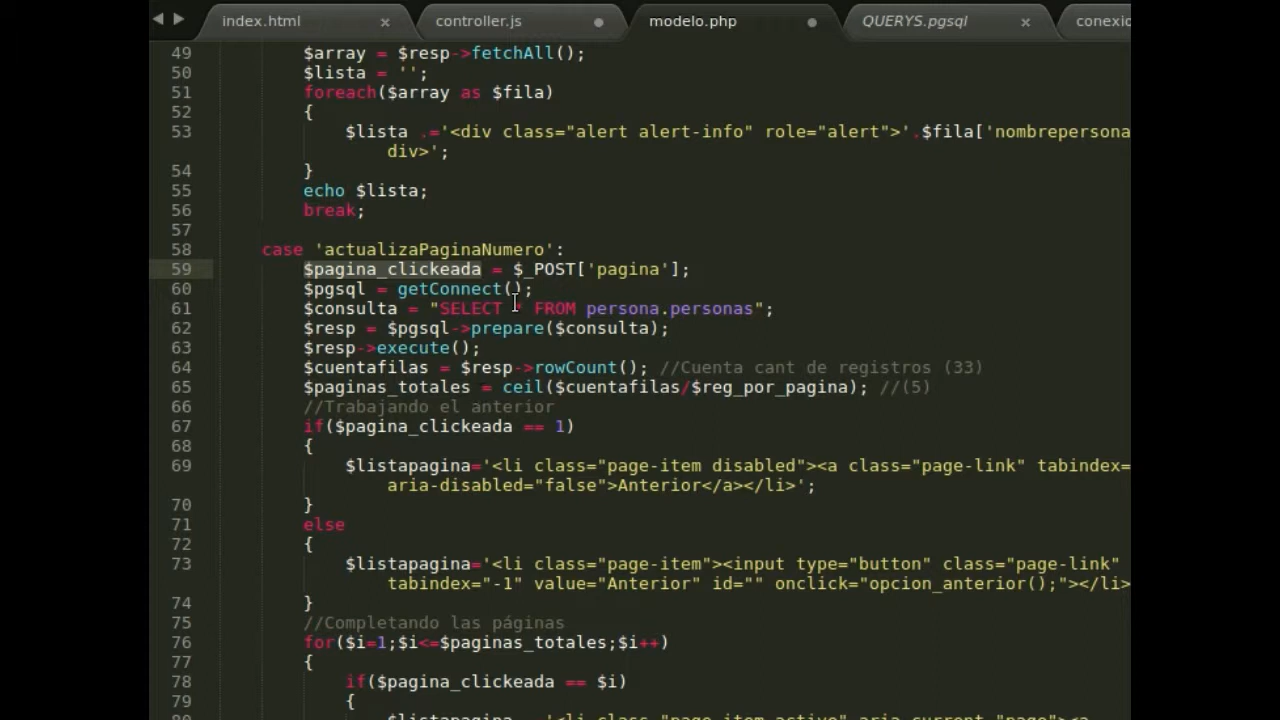 index.html × controller.js modelo.php QUERYS.pgsql × conexio
49 $array = $resp->fetchAll();
50 $lista = '';
51 foreach($array as $fila)
52 {
53 $lista .='<div class="alert alert-info" role="alert">'.$fila['nombrepersona
div>';
54 }
55 echo $lista;
56 break;
57
58 case 'actualizaPaginaNumero':
59 $pagina_clickeada = $_POST['pagina'];
60 $pgsql = getConnect();
61 $consulta = "SELECT * FROM persona.personas";
62 $resp = $pgsql->prepare($consulta);
63 $resp->execute();
64 $cuentafilas = $resp->rowCount(); //Cuenta cant de registros (33)
65 $paginas_totales = ceil($cuentafilas/$reg_por_pagina); //(5)
66 //Trabajando el anterior
67 if($pagina_clickeada == 1)
68 {
69 $listapagina='<li class="page-item disabled"><a class="page-link" tabindex=
aria-disabled="false">Anterior</a></li>';
70 }
71 else
72 {
73 $listapagina='<li class="page-item"><input type="button" class="page-link"
tabindex="-1" value="Anterior" id="" onclick="opcion_anterior();"></li>
74 }
75 //Completando las páginas
76 for($i=1;$i<=$paginas_totales;$i++)
77 {
78 if($pagina_clickeada == $i)
79 {